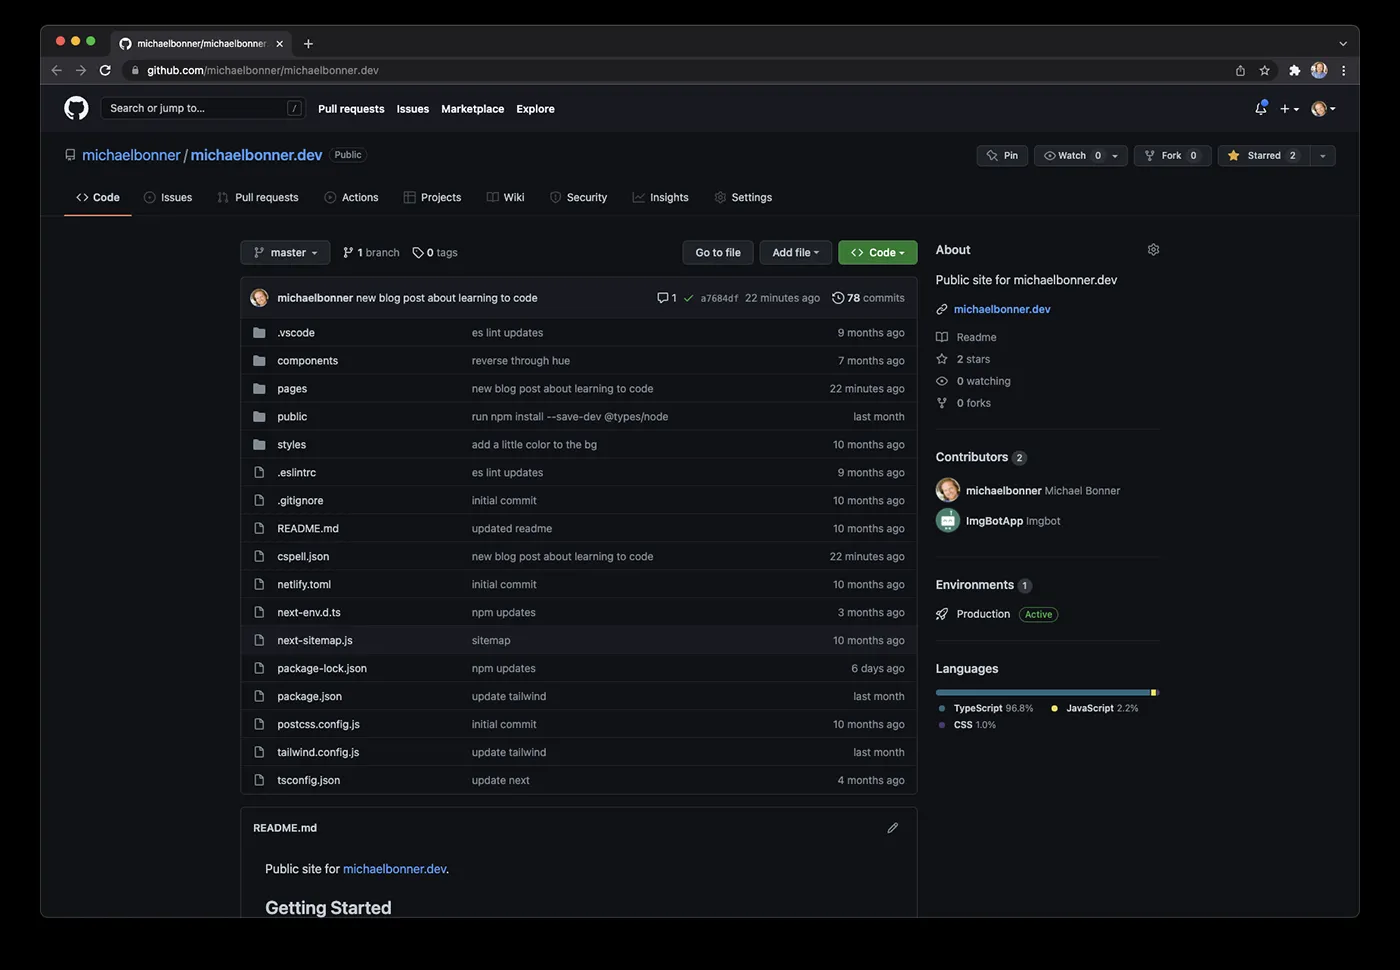 michaelbonner/michaelbonner
github.com/michaelbonner/michaelbonner.dev
Search or jump to... /
Pull requests Issues Marketplace Explore
michaelbonner / michaelbonner.dev Public
Pin Watch 0 Fork 0 Starred 2
Code Issues Pull requests Actions Projects Wiki Security Insights Settings
master 1 branch 0 tags Go to file Add file Code
michaelbonner new blog post about learning to code 1 a7684df 22 minutes ago 78 commits
.vscode es lint updates 9 months ago
components reverse through hue 7 months ago
pages new blog post about learning to code 22 minutes ago
public run npm install --save-dev @types/node last month
styles add a little color to the bg 10 months ago
.eslintrc es lint updates 9 months ago
.gitignore initial commit 10 months ago
README.md updated readme 10 months ago
cspell.json new blog post about learning to code 22 minutes ago
netlify.toml initial commit 10 months ago
next-env.d.ts npm updates 3 months ago
next-sitemap.js sitemap 10 months ago
package-lock.json npm updates 6 days ago
package.json update tailwind last month
postcss.config.js initial commit 10 months ago
tailwind.config.js update tailwind last month
tsconfig.json update next 4 months ago
README.md
Public site for michaelbonner.dev.
Getting Started
About
Public site for michaelbonner.dev
michaelbonner.dev
Readme
2 stars
0 watching
0 forks
Contributors 2
michaelbonner Michael Bonner
ImgBotApp Imgbot
Environments 1
Production Active
Languages
TypeScript 96.8% JavaScript 2.2%
CSS 1.0%